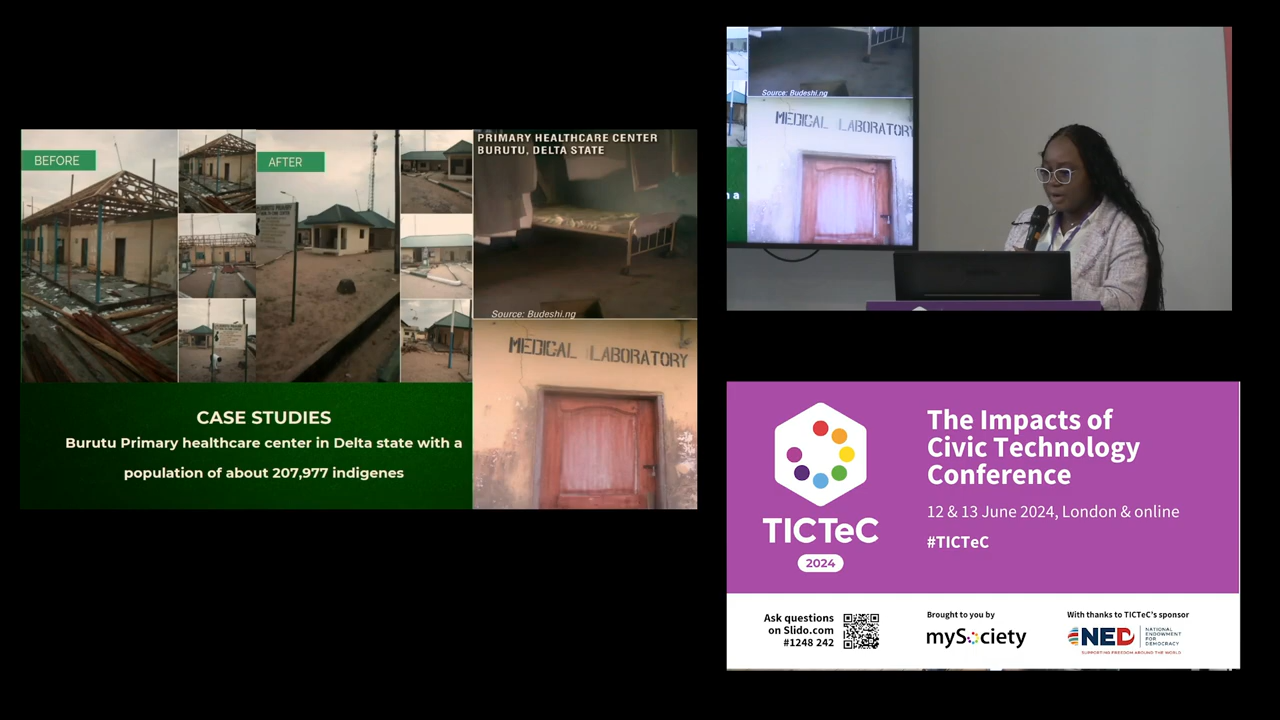 BEFORE
AFTER
PRIMARY HEALTHCARE CENTER
BURUTU, DELTA STATE
Source: Budeshi.ng
MEDICAL LABORATORY
CASE STUDIES
Burutu Primary healthcare center in Delta state with a
population of about 207,977 indigenes
Source: Budeshi.ng
MEDICAL LABORATORY
h a
TICTeC
2024
The Impacts of
Civic Technology
Conference
12 & 13 June 2024, London & online
#TICTeC
Ask questions
on Slido.com
#1248 242
Brought to you by
mySociety
With thanks to TICTeC's sponsor
NED
NATIONAL
ENDOWMENT
FOR
DEMOCRACY
SUPPORTING FREEDOM AROUND THE WORLD